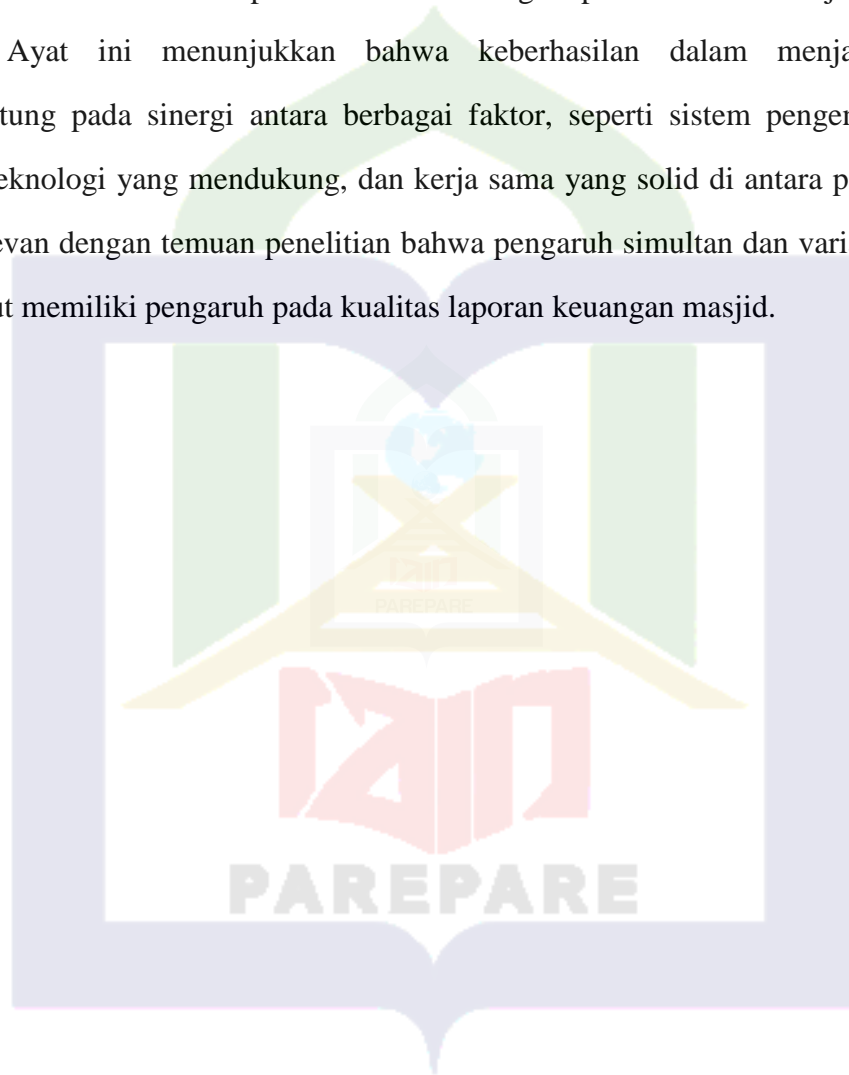 Ayat ini menunjukkan bahwa keberhasilan dalam menja
tung pada sinergi antara berbagai faktor, seperti sistem penge
eknologi yang mendukung, dan kerja sama yang solid di antara p
evan dengan temuan penelitian bahwa pengaruh simultan dan vari
ut memiliki pengaruh pada kualitas laporan keuangan masjid.
PAREPARE
PAREPARE